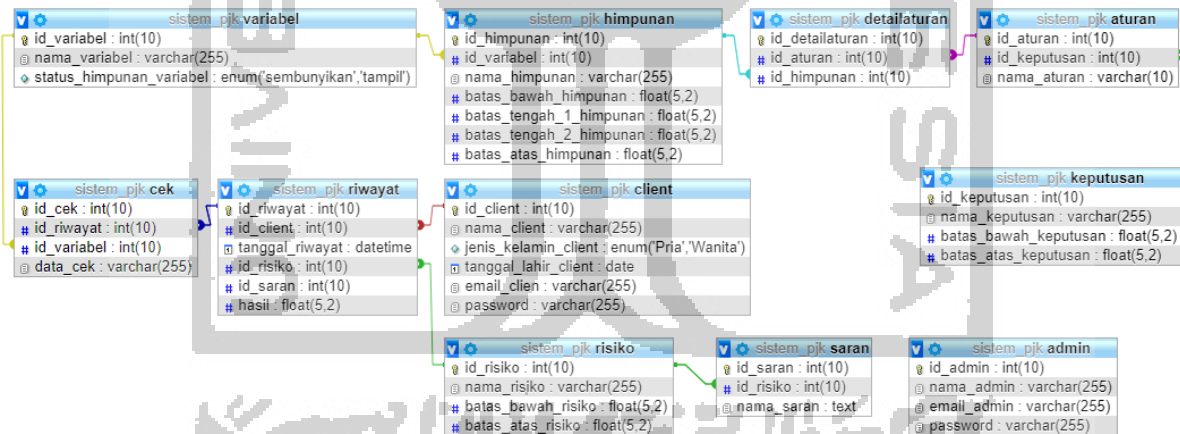 sistem_pjk variabel
id_variabel : int(10)
nama_variabel : varchar(255)
status_himpunan_variabel : enum('sembunyikan','tampil')
sistem_pjk himpunan
id_himpunan : int(10)
id_variabel : int(10)
nama_himpunan : varchar(255)
batas_bawah_himpunan : float(5,2)
batas_tengah_1_himpunan : float(5,2)
batas_tengah_2_himpunan : float(5,2)
batas_atas_himpunan : float(5,2)
sistem_pjk detailaturan
id_detailaturan : int(10)
id_aturan : int(10)
id_himpunan : int(10)
sistem_pjk aturan
id_aturan : int(10)
id_keputusan : int(10)
nama_aturan : varchar(10)
sistem_pjk cek
id_cek : int(10)
id_riwayat : int(10)
id_variabel : int(10)
data_cek : varchar(255)
sistem_pjk riwayat
id_riwayat : int(10)
id_client : int(10)
tanggal_riwayat : datetime
id_risiko : int(10)
id_saran : int(10)
hasil : float(5,2)
sistem_pjk client
id_client : int(10)
nama_client : varchar(255)
jenis_kelamin_client : enum('Pria','Wanita')
tanggal_lahir_client : date
email_clien : varchar(255)
password : varchar(255)
sistem_pjk keputusan
id_keputusan : int(10)
nama_keputusan : varchar(255)
batas_bawah_keputusan : float(5,2)
batas_atas_keputusan : float(5,2)
sistem_pjk risiko
id_risiko : int(10)
nama_risiko : varchar(255)
batas_bawah_risiko : float(5,2)
batas_atas_risiko : float(5,2)
sistem_pjk saran
id_saran : int(10)
id_risiko : int(10)
nama_saran : text
sistem_pjk admin
id_admin : int(10)
nama_admin : varchar(255)
email_admin : varchar(255)
password : varchar(255)